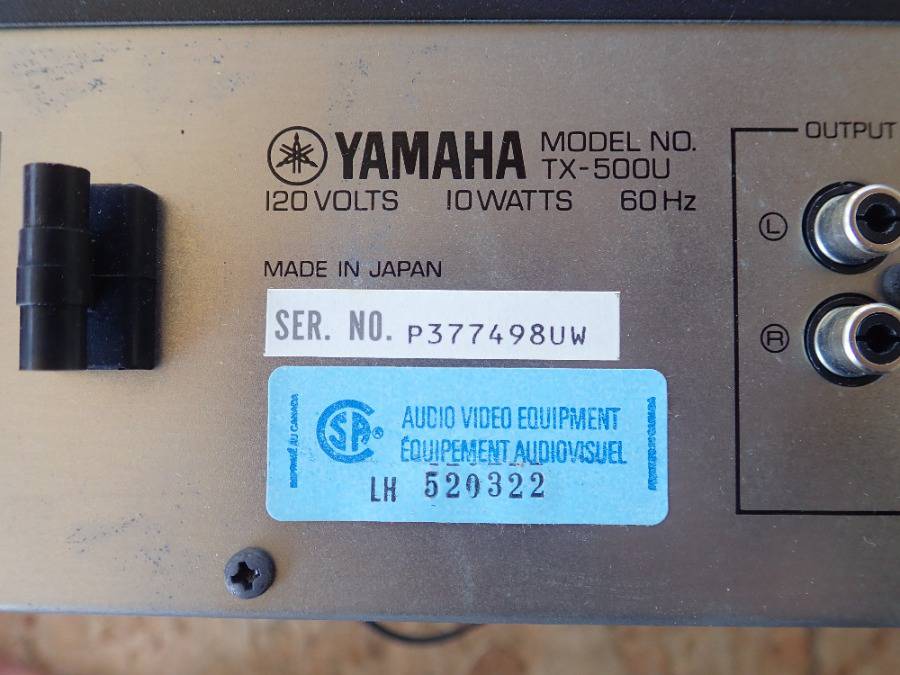 YAMAHA
MODEL NO.
TX-500U
120 VOLTS 10 WATTS 60 Hz
MADE IN JAPAN
SER. NO. P377498UW
OUTPUT
L
R
SA ®
AUDIO VIDEO EQUIPMENT
ÉQUIPEMENT AUDIOVISUEL
LH 520322